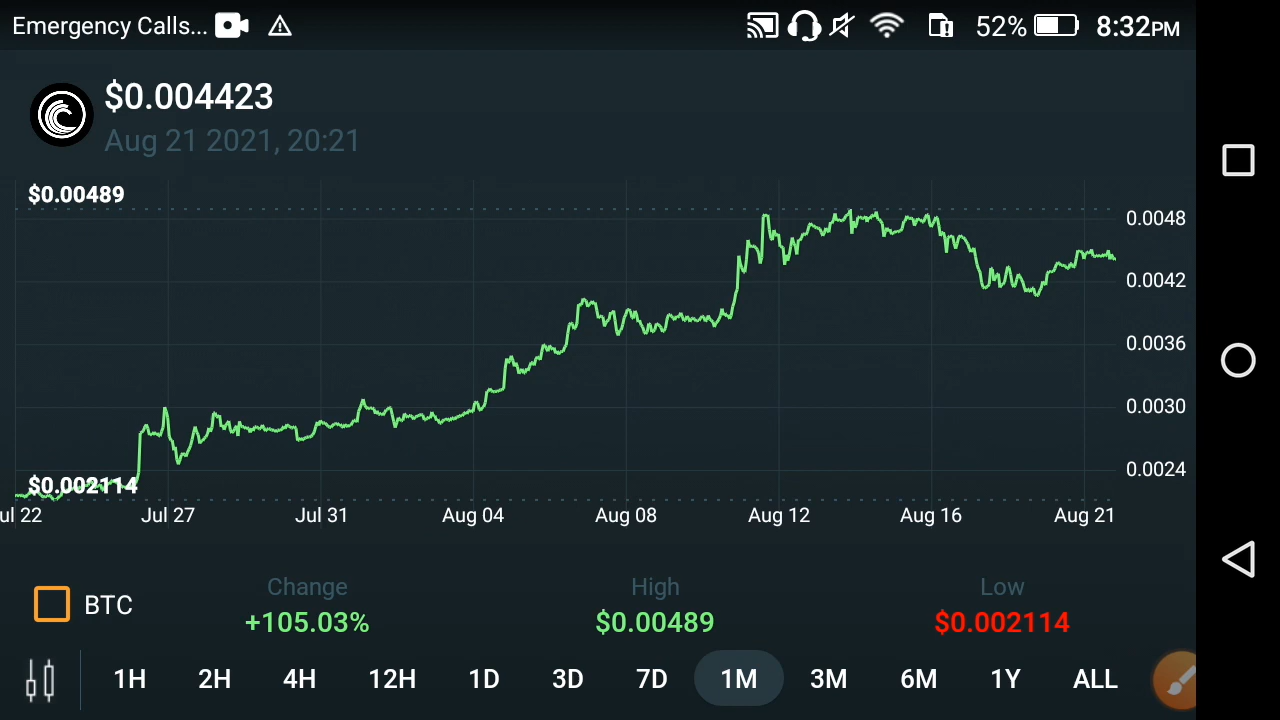 Emergency Calls... 52% 8:32PM
$0.004423
Aug 21 2021, 20:21
$0.00489
0.0048
0.0042
0.0036
0.0030
0.0024
$0.002114
ul 22 Jul 27 Jul 31 Aug 04 Aug 08 Aug 12 Aug 16 Aug 21
Change High Low
BTC +105.03% $0.00489 $0.002114
1H 2H 4H 12H 1D 3D 7D 1M 3M 6M 1Y ALL